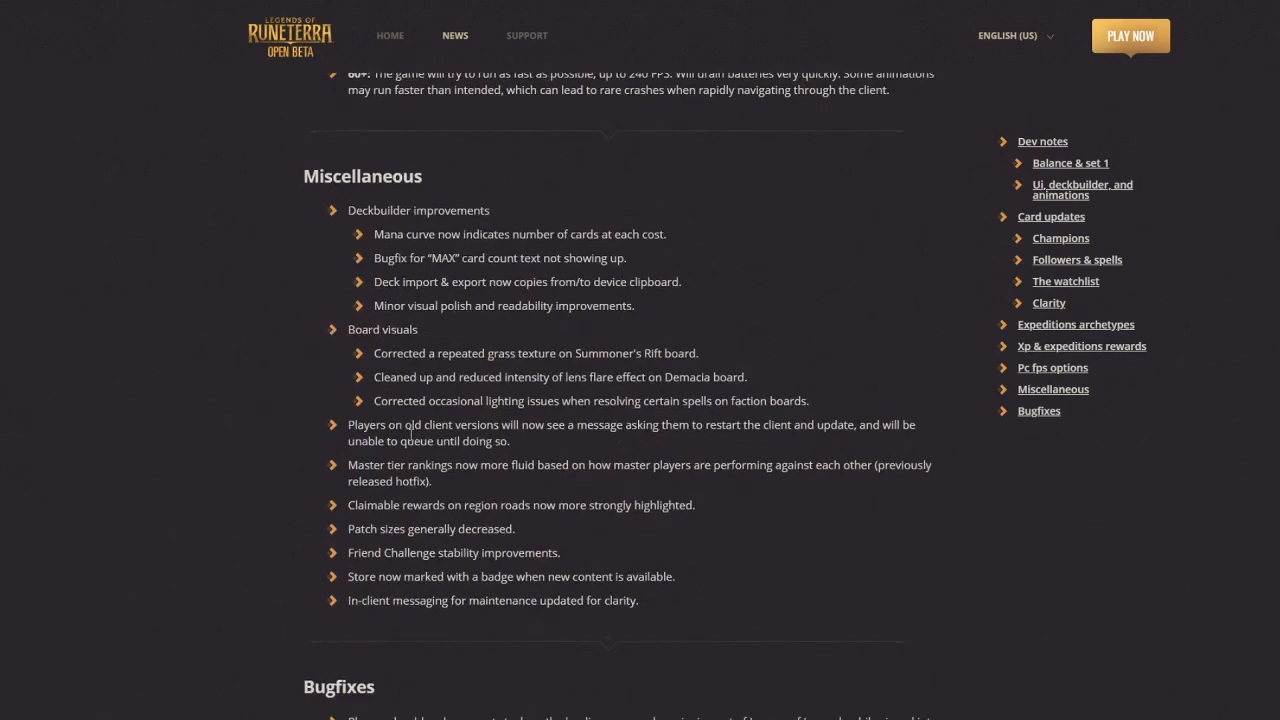 LEGENDS OF
RUNETERRA
OPEN BETA
HOME
NEWS
SUPPORT
ENGLISH (US)
PLAY NOW
60+: The game will try to run as fast as possible, up to 240 FPS. Will drain batteries very quickly. Some animations
may run faster than intended, which can lead to rare crashes when rapidly navigating through the client.
Miscellaneous
Deckbuilder improvements
Mana curve now indicates number of cards at each cost.
Bugfix for “MAX” card count text not showing up.
Deck import & export now copies from/to device clipboard.
Minor visual polish and readability improvements.
Board visuals
Corrected a repeated grass texture on Summoner's Rift board.
Cleaned up and reduced intensity of lens flare effect on Demacia board.
Corrected occasional lighting issues when resolving certain spells on faction boards.
Players on old client versions will now see a message asking them to restart the client and update, and will be
unable to queue until doing so.
Master tier rankings now more fluid based on how master players are performing against each other (previously
released hotfix).
Claimable rewards on region roads now more strongly highlighted.
Patch sizes generally decreased.
Friend Challenge stability improvements.
Store now marked with a badge when new content is available.
In-client messaging for maintenance updated for clarity.
Bugfixes
Dev notes
Balance & set 1
Ui, deckbuilder, and
animations
Card updates
Champions
Followers & spells
The watchlist
Clarity
Expeditions archetypes
Xp & expeditions rewards
Pc fps options
Miscellaneous
Bugfixes